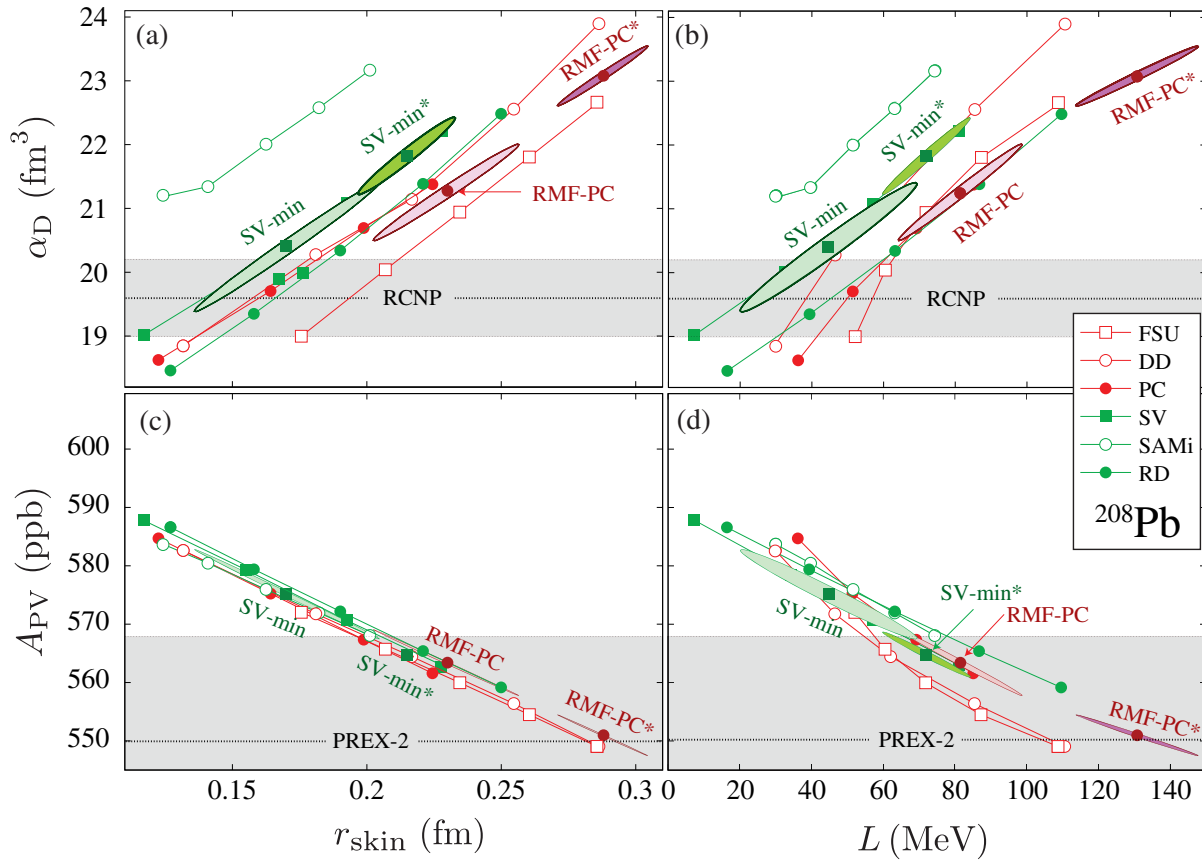 (a)
24
23
22
21
20
19
α_D (fm³)
RMF-PC*
SV-min*
SV-min
RMF-PC
RCNP
(b)
RMF-PC*
SV-min*
SV-min
RMF-PC
RCNP
FSU
DD
PC
SV
SAMi
RD
²⁰⁸Pb
(c)
600
590
580
570
560
550
A_PV (ppb)
SV-min
RMF-PC
SV-min*
RMF-PC*
PREX-2
0.15
0.2
0.25
0.3
r_skin (fm)
(d)
SV-min*
RMF-PC
SV-min
RMF-PC*
PREX-2
0
20
40
60
80
100
120
140
L (MeV)